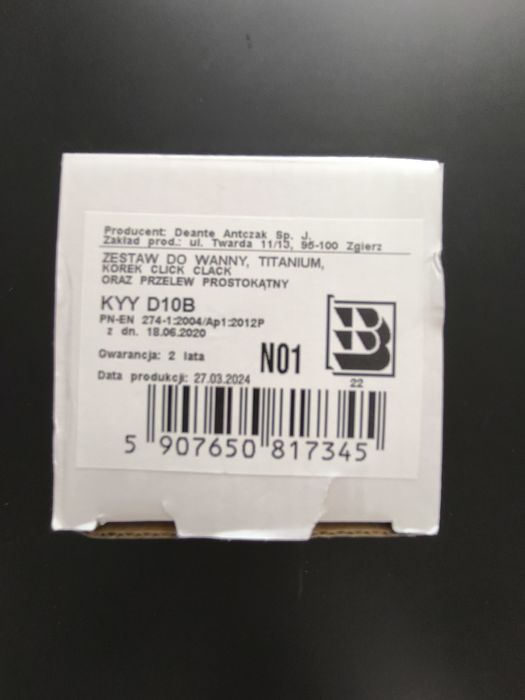 Producent: Deante Antczak Sp. J.
Zakład prod.: ul. Twarda 11/13, 95-100 Zgierz
ZESTAW DO WANNY, TITANIUM,
KOREK CLICK CLACK
ORAZ PRZELEW PROSTOKĄTNY
KYY D10B
PN-EN 274-1:2004/Ap1:2012P
z dn. 18.06.2020
Gwarancja: 2 lata
N01
B
22
Data produkcji: 27.03.2024
5 907650 817345